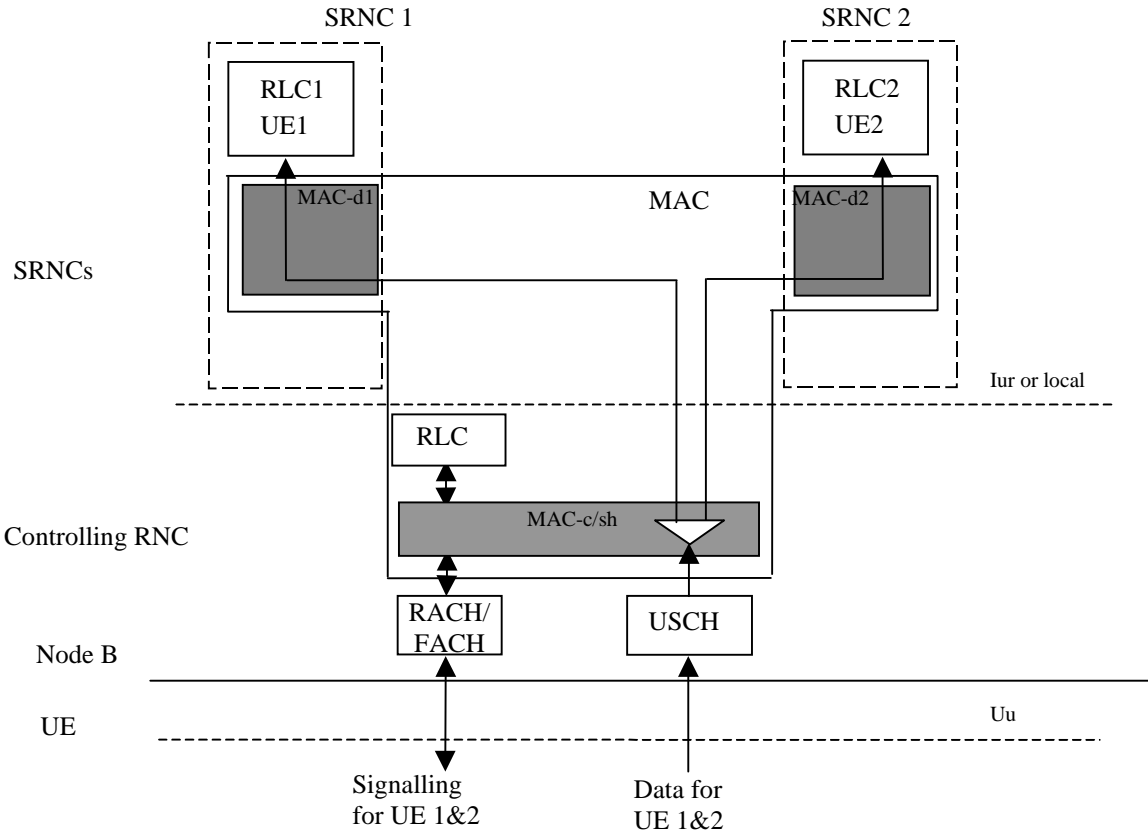 SRNC 1
SRNC 2
RLC1
UE1
RLC2
UE2
MAC-d1
MAC
MAC-d2
SRNCs
Iur or local
RLC
MAC-c/sh
Controlling RNC
RACH/
FACH
USCH
Node B
UE
Uu
Signalling
for UE 1&2
Data for
UE 1&2